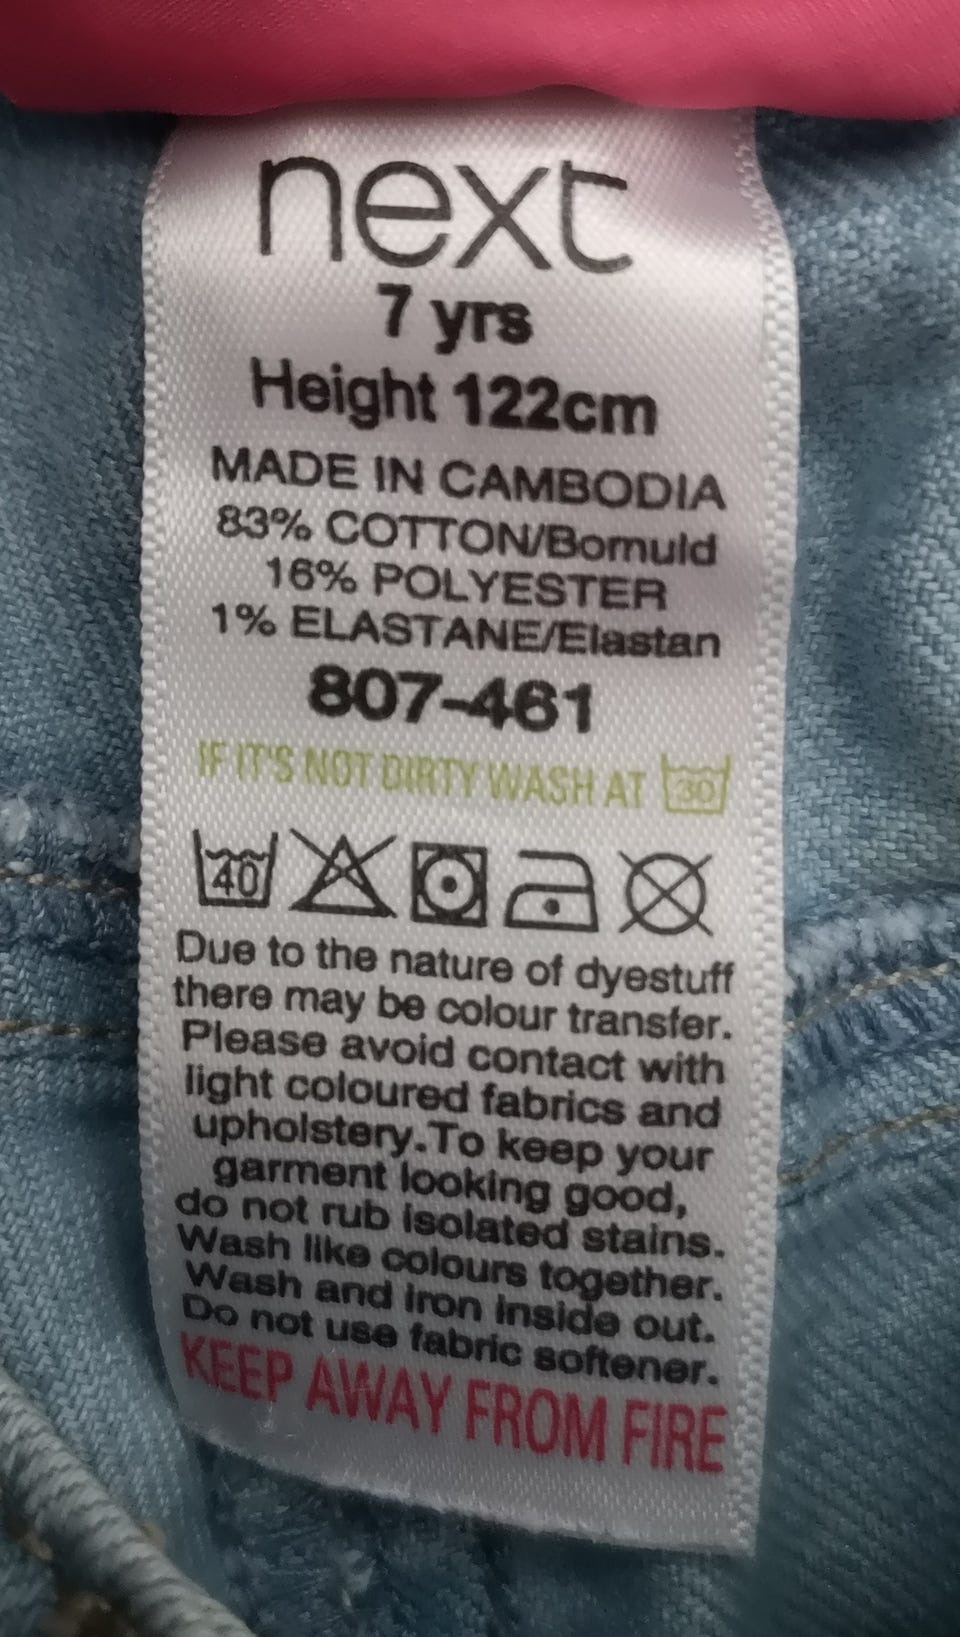 next
7 yrs
Height 122cm
MADE IN CAMBODIA
83% COTTON/Bomuld
16% POLYESTER
1% ELASTANE/Elastan
807-461
IF IT'S NOT DIRTY WASH AT 30
40
Due to the nature of dyestuff
there may be colour transfer.
Please avoid contact with
light coloured fabrics and
upholstery.To keep your
garment looking good,
do not rub isolated stains.
Wash like colours together.
Wash and iron inside out.
Do not use fabric softener.
KEEP AWAY FROM FIRE